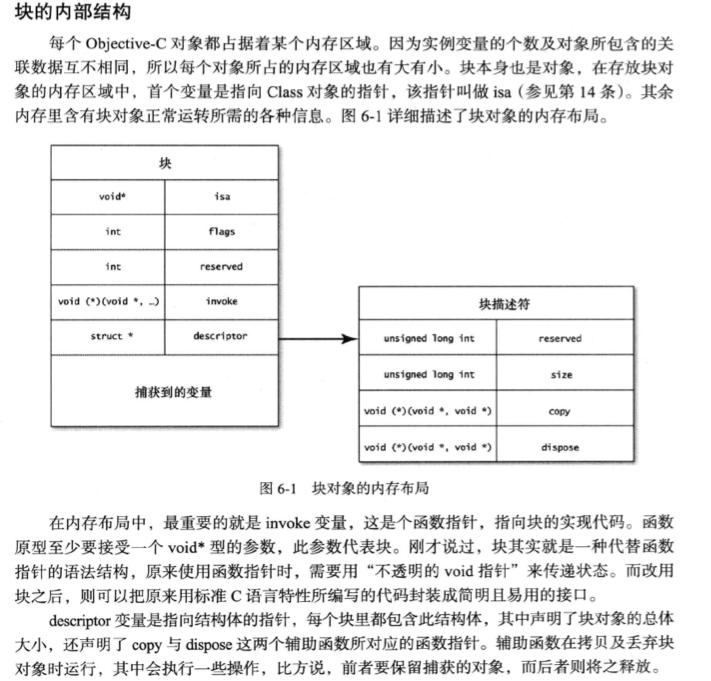 块的内部结构
每个 Objective-C 对象都占据着某个内存区域。因为实例变量的个数及对象所包含的关
联数据互不相同，所以每个对象所占的内存区域也有大有小。块本身也是对象，在存放块对
象的内存区域中，首个变量是指向 Class 对象的指针，该指针叫做 isa（参见第 14 条）。其余
内存里含有块对象正常运转所需的各种信息。图 6-1 详细描述了块对象的内存布局。
块
void* isa
int flags
int reserved
void (*)(void *, …) invoke
struct * descriptor
捕获到的变量
块描述符
unsigned long int reserved
unsigned long int size
void (*)(void *, void *) copy
void (*)(void *, void *) dispose
图 6-1 块对象的内存布局
在内存布局中，最重要的就是 invoke 变量，这是个函数指针，指向块的实现代码。函数
原型至少要接受一个 void* 型的参数，此参数代表块。刚才说过，块其实就是一种代替函数
指针的语法结构，原来使用函数指针时，需要用“不透明的 void 指针”来传递状态。而改用
块之后，则可以把原来用标准 C 语言特性所编写的代码封装成简明且易用的接口。
descriptor 变量是指向结构体的指针，每个块里都包含此结构体，其中声明了块对象的总体
大小，还声明了 copy 与 dispose 这两个辅助函数所对应的函数指针。辅助函数在拷贝及丢弃块
对象时运行，其中会执行一些操作，比方说，前者要保留捕获的对象，而后者则将之释放。